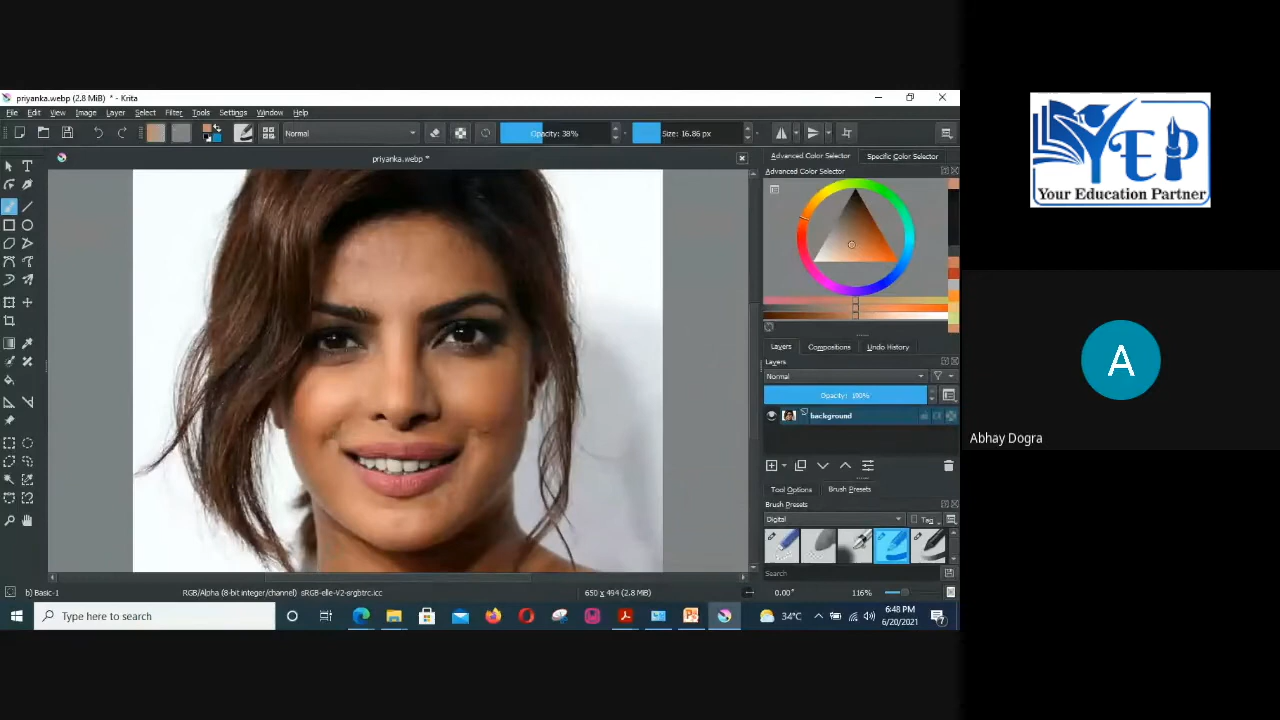 priyanka.webp (2.8 MiB) * - Krita
File Edit View Image Layer Select Filter Tools Settings Window Help
Normal Opacity: 38% Size: 16.86 px
priyanka.webp *
Advanced Color Selector Specific Color Selector
Advanced Color Selector
Layers Compositions Undo History
Layers
Normal
Opacity: 100%
background
Tool Options Brush Presets
Brush Presets
Digital Tag
Search
b) Basic-1 RGB/Alpha (8-bit integer/channel) sRGB-elle-V2-srgbtrc.icc 650 x 494 (2.8 MiB) 0.00° 116%
Type here to search 34°C 6:48 PM
6/20/2021
7
YEP
Your Education Partner
A
Abhay Dogra